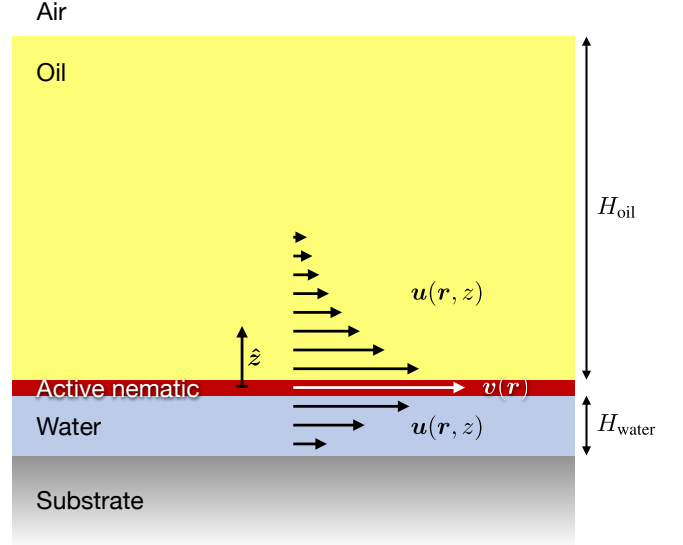 Air
Oil
H_oil
u(r, z)
ẑ
Active nematic
v(r)
Water
u(r, z)
H_water
Substrate